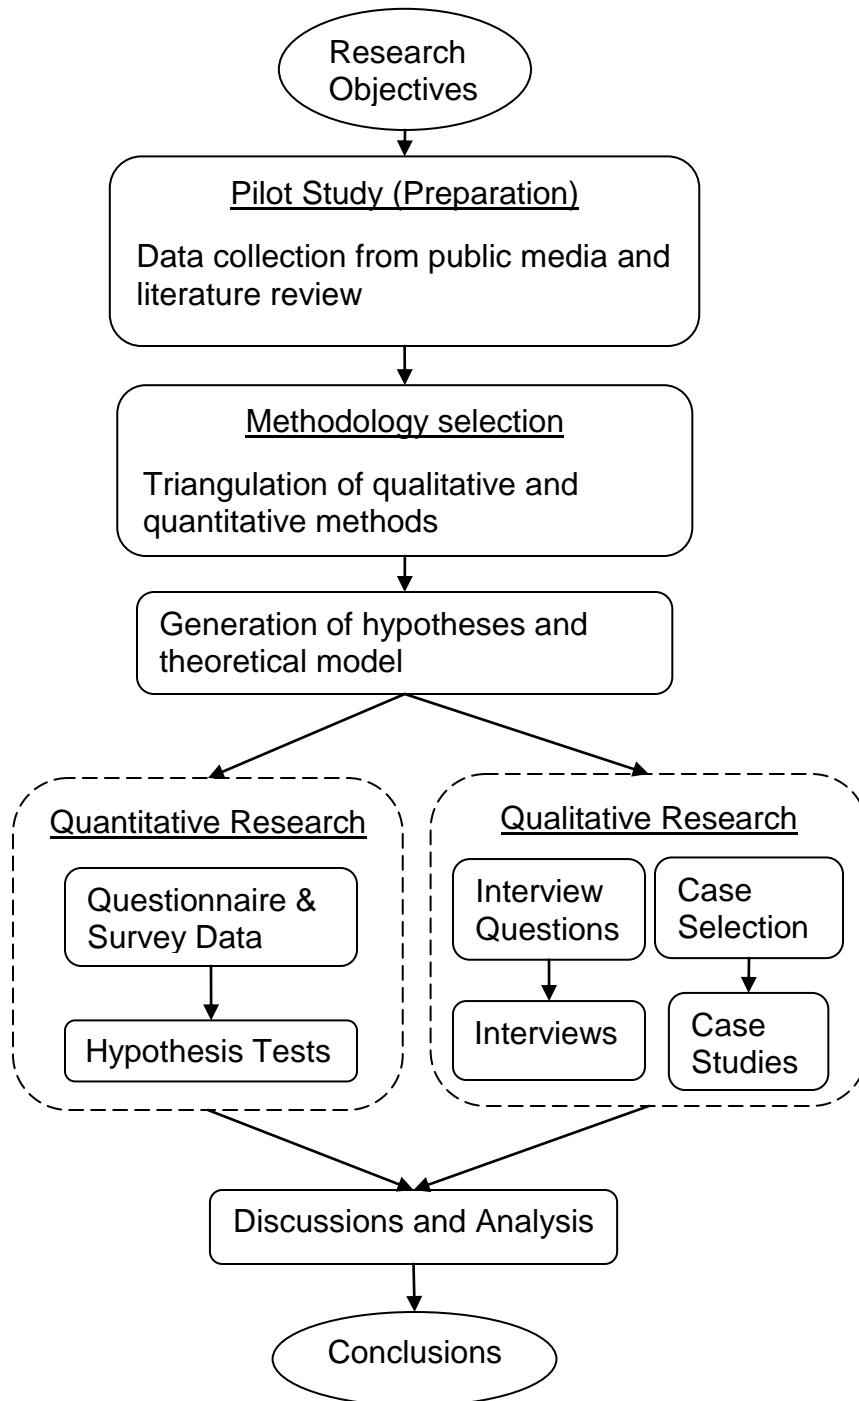 Research
Objectives
Pilot Study (Preparation)
Data collection from public media and
literature review
Methodology selection
Triangulation of qualitative and
quantitative methods
Generation of hypotheses and
theoretical model
Quantitative Research
Questionnaire &
Survey Data
Hypothesis Tests
Qualitative Research
Interview
Questions
Interviews
Case
Selection
Case
Studies
Discussions and Analysis
Conclusions